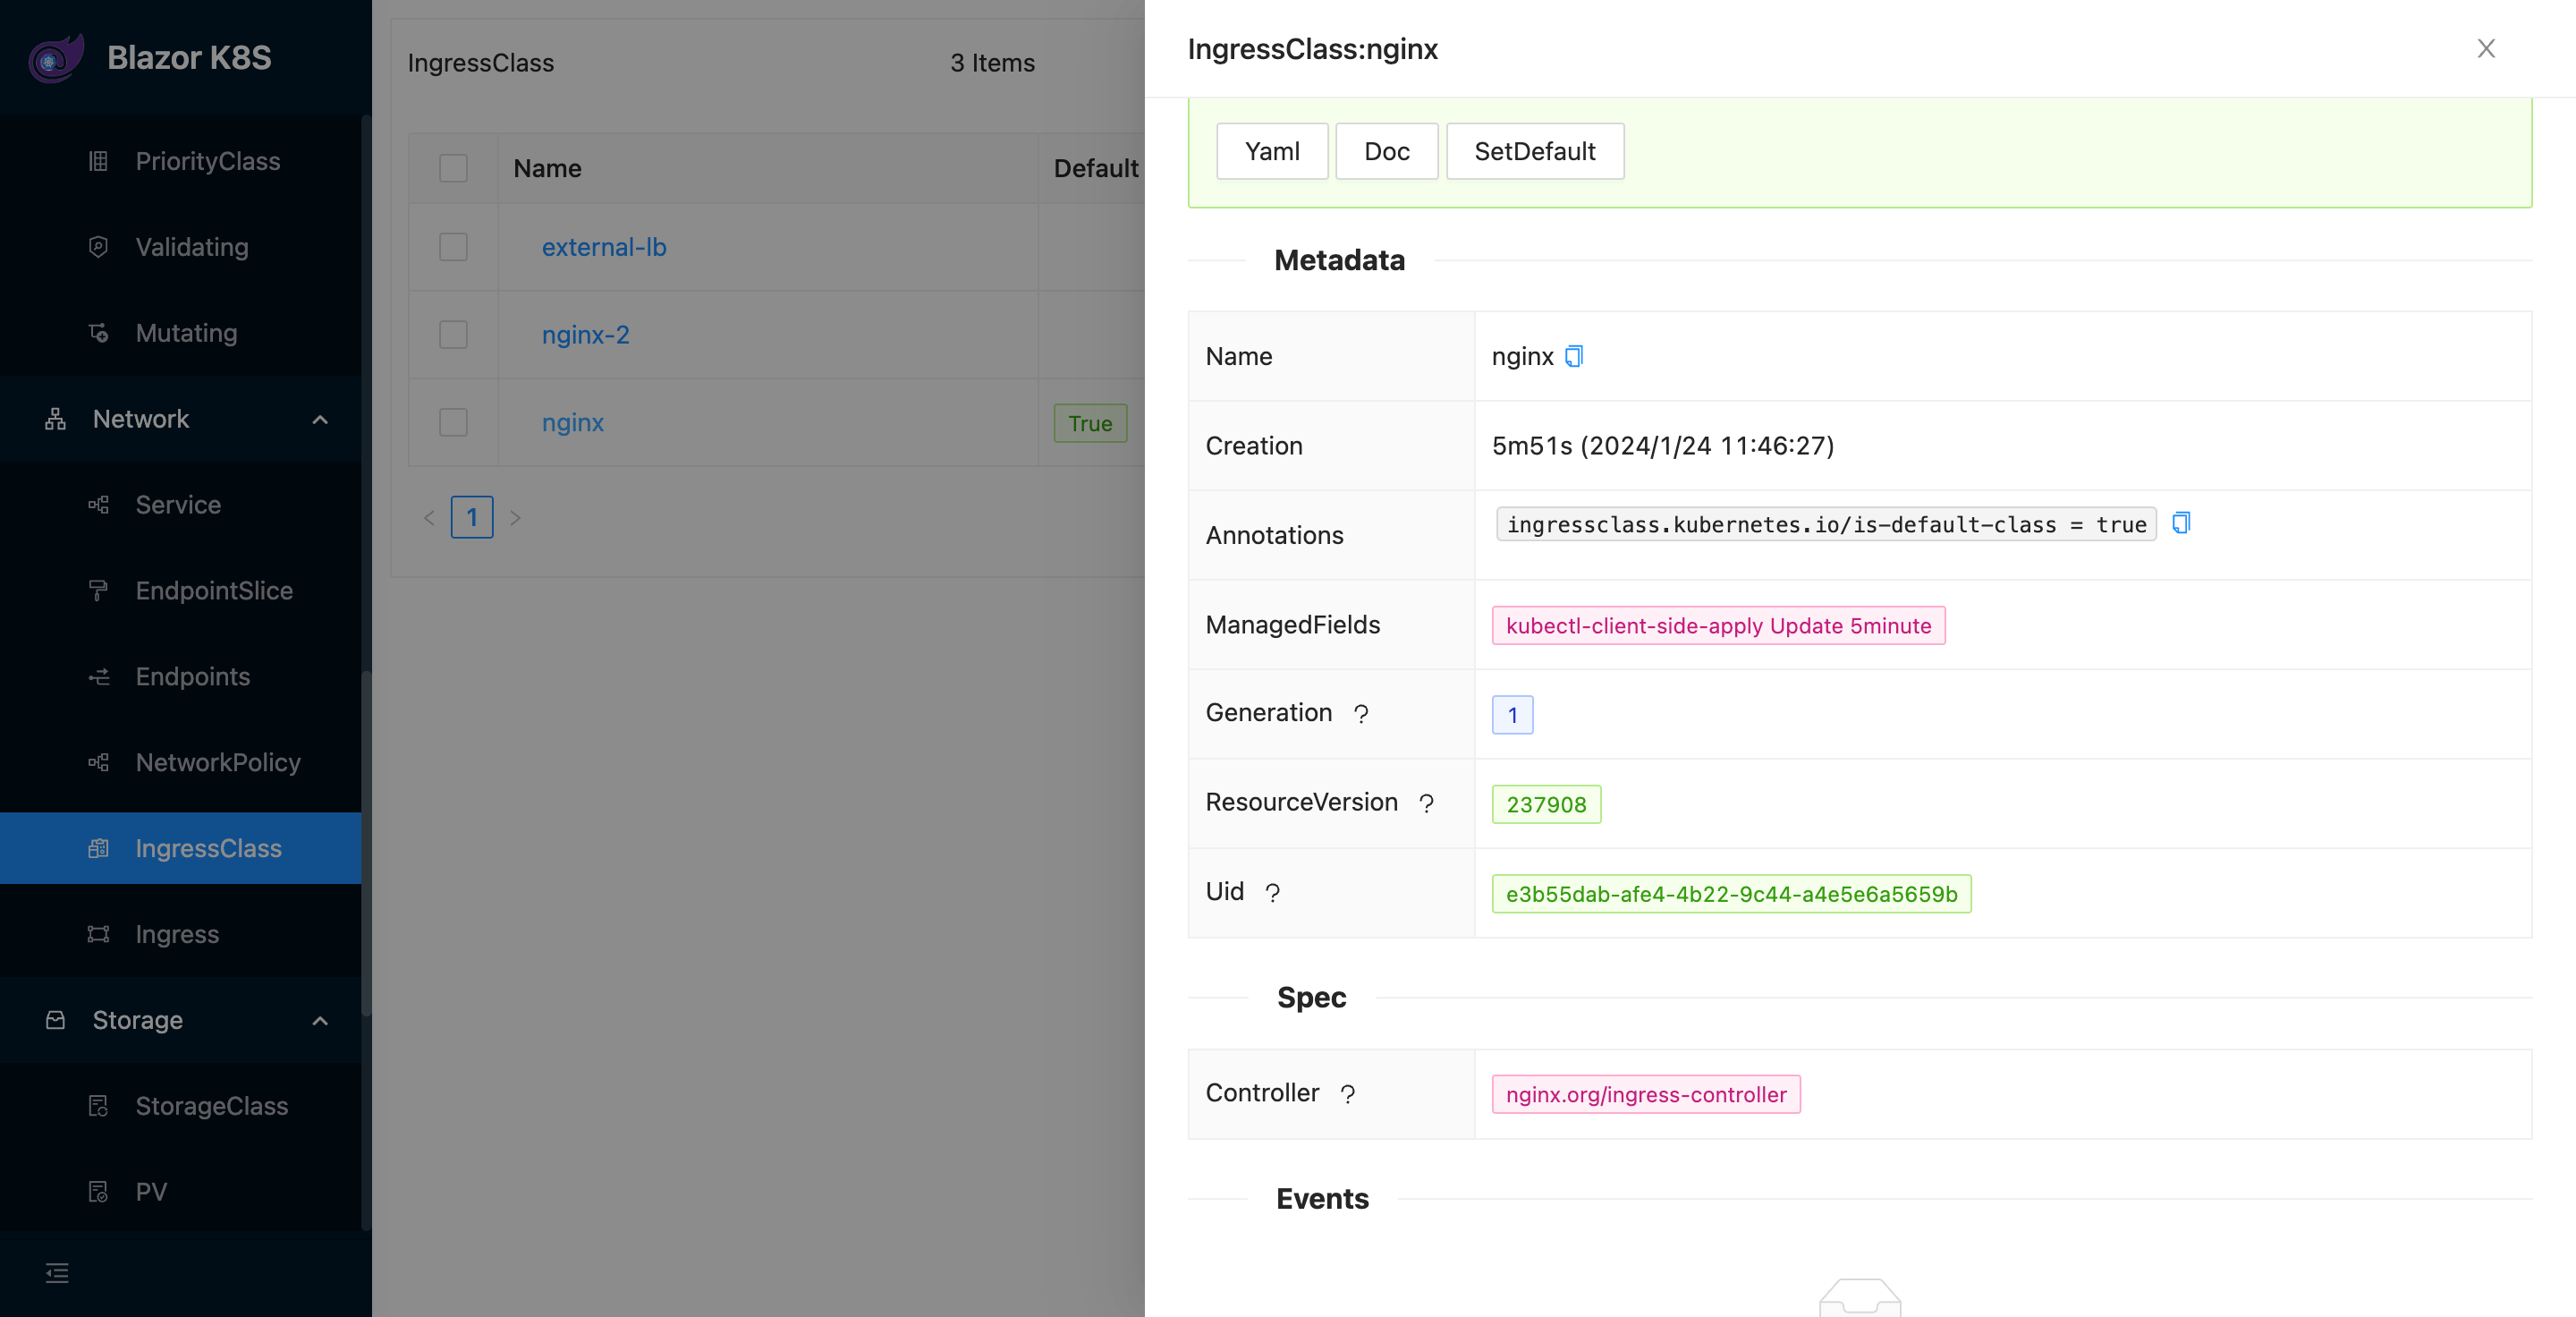 Blazor K8S
PriorityClass
Validating
Mutating
Network
Service
EndpointSlice
Endpoints
NetworkPolicy
IngressClass
Ingress
Storage
StorageClass
PV
IngressClass 3 Items
Name Default
external-lb
nginx-2
nginx True
< 1 >
IngressClass:nginx
Yaml Doc SetDefault
Metadata
Name nginx
Creation 5m51s (2024/1/24 11:46:27)
Annotations ingressclass.kubernetes.io/is-default-class = true
ManagedFields kubectl-client-side-apply Update 5minute
Generation ? 1
ResourceVersion ? 237908
Uid ? e3b55dab-afe4-4b22-9c44-a4e5e6a5659b
Spec
Controller ? nginx.org/ingress-controller
Events